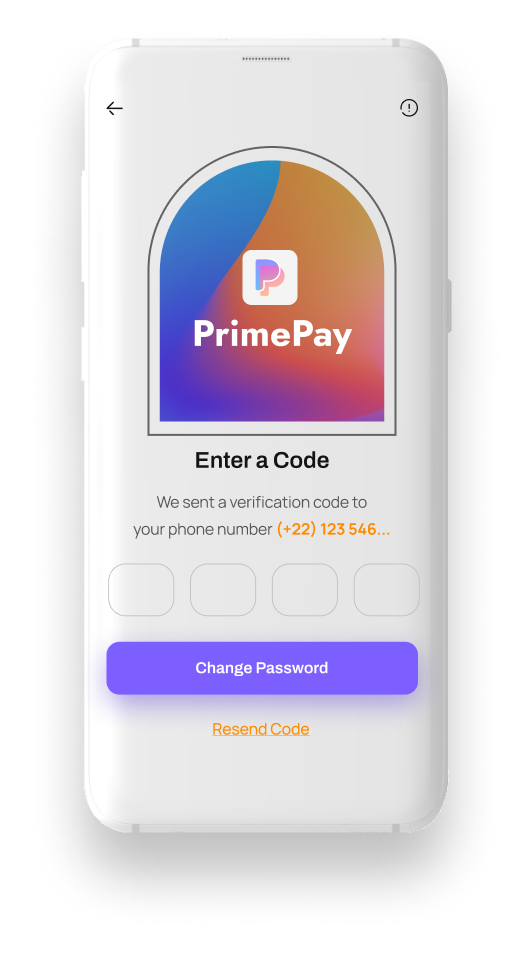 PrimePay
Enter a Code
We sent a verification code to
your phone number (+22) 123 546...
Change Password
Resend Code